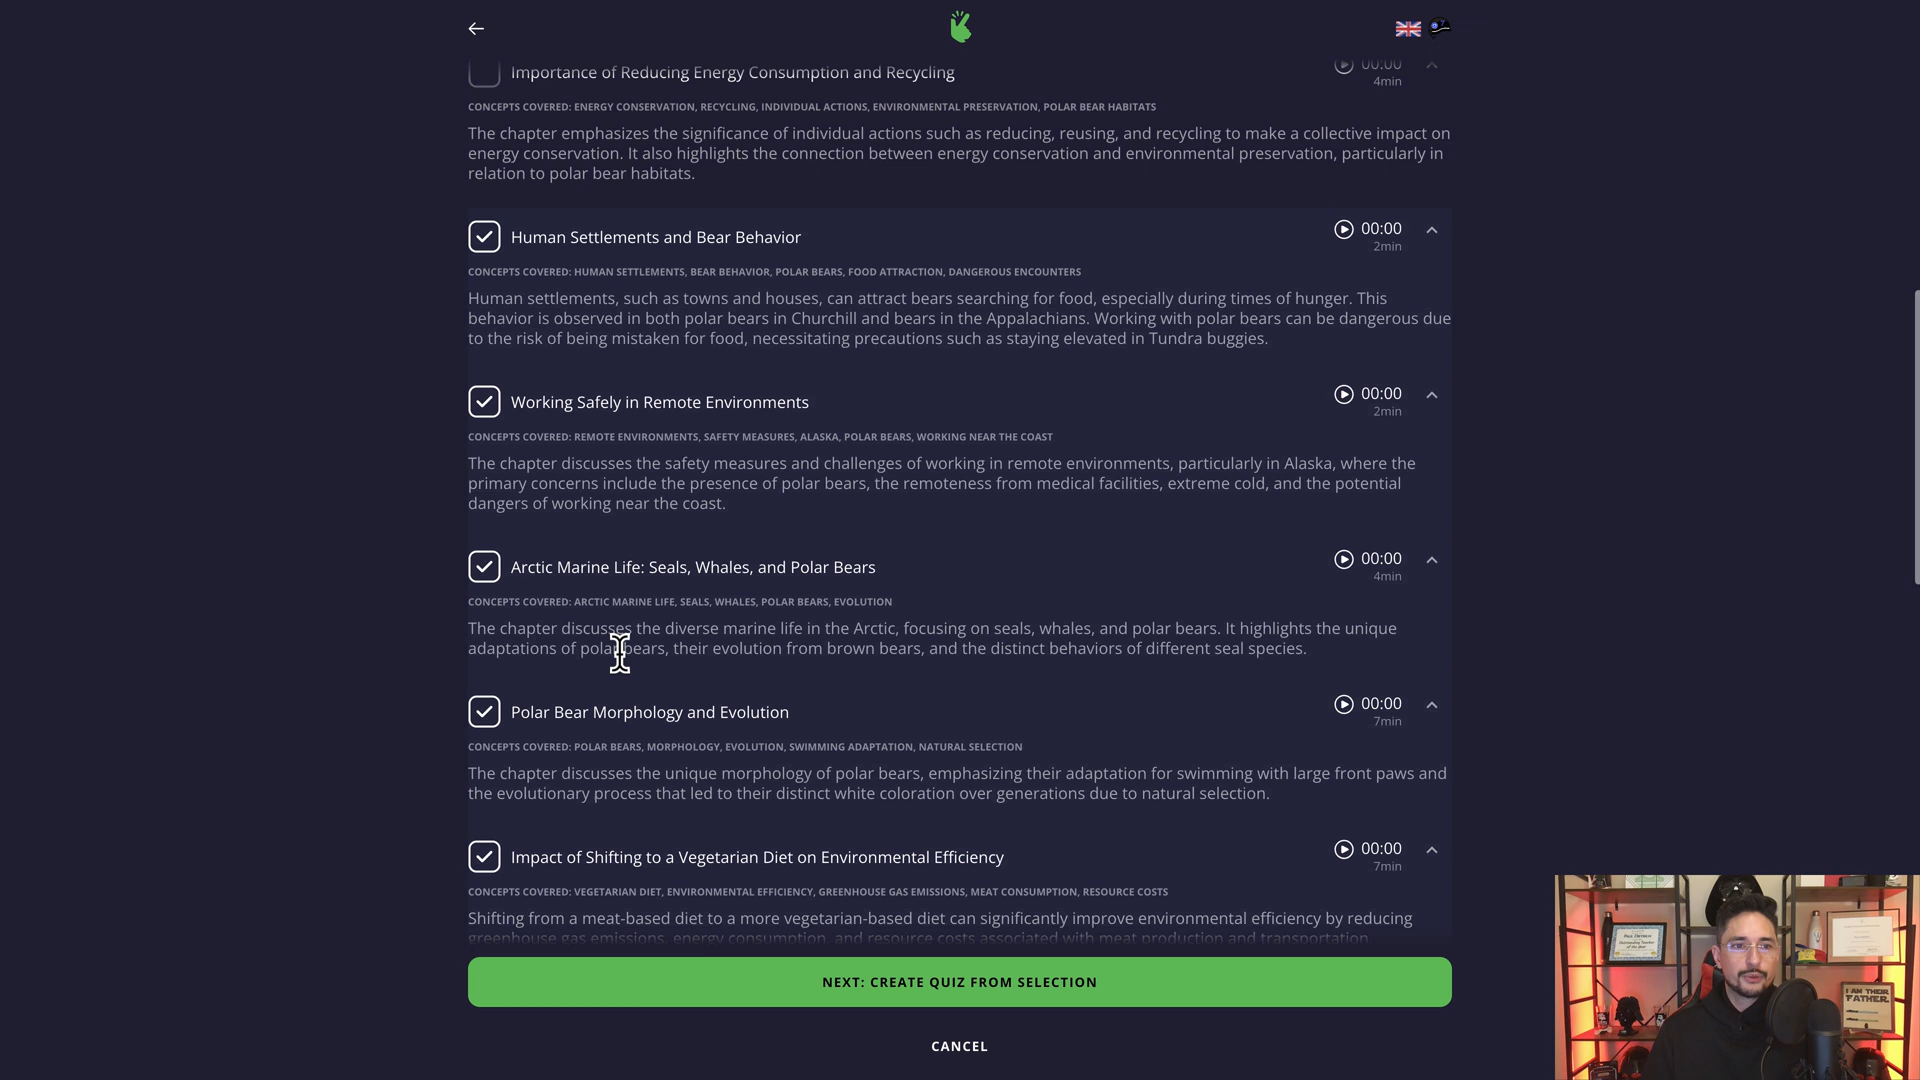 Importance of Reducing Energy Consumption and Recycling
00:00
4min
CONCEPTS COVERED: ENERGY CONSERVATION, RECYCLING, INDIVIDUAL ACTIONS, ENVIRONMENTAL PRESERVATION, POLAR BEAR HABITATS
The chapter emphasizes the significance of individual actions such as reducing, reusing, and recycling to make a collective impact on
energy conservation. It also highlights the connection between energy conservation and environmental preservation, particularly in
relation to polar bear habitats.
Human Settlements and Bear Behavior
00:00
2min
CONCEPTS COVERED: HUMAN SETTLEMENTS, BEAR BEHAVIOR, POLAR BEARS, FOOD ATTRACTION, DANGEROUS ENCOUNTERS
Human settlements, such as towns and houses, can attract bears searching for food, especially during times of hunger. This
behavior is observed in both polar bears in Churchill and bears in the Appalachians. Working with polar bears can be dangerous due
to the risk of being mistaken for food, necessitating precautions such as staying elevated in Tundra buggies.
Working Safely in Remote Environments
00:00
2min
CONCEPTS COVERED: REMOTE ENVIRONMENTS, SAFETY MEASURES, ALASKA, POLAR BEARS, WORKING NEAR THE COAST
The chapter discusses the safety measures and challenges of working in remote environments, particularly in Alaska, where the
primary concerns include the presence of polar bears, the remoteness from medical facilities, extreme cold, and the potential
dangers of working near the coast.
Arctic Marine Life: Seals, Whales, and Polar Bears
00:00
4min
CONCEPTS COVERED: ARCTIC MARINE LIFE, SEALS, WHALES, POLAR BEARS, EVOLUTION
The chapter discusses the diverse marine life in the Arctic, focusing on seals, whales, and polar bears. It highlights the unique
adaptations of polar bears, their evolution from brown bears, and the distinct behaviors of different seal species.
Polar Bear Morphology and Evolution
00:00
7min
CONCEPTS COVERED: POLAR BEARS, MORPHOLOGY, EVOLUTION, SWIMMING ADAPTATION, NATURAL SELECTION
The chapter discusses the unique morphology of polar bears, emphasizing their adaptation for swimming with large front paws and
the evolutionary process that led to their distinct white coloration over generations due to natural selection.
Impact of Shifting to a Vegetarian Diet on Environmental Efficiency
00:00
7min
CONCEPTS COVERED: VEGETARIAN DIET, ENVIRONMENTAL EFFICIENCY, GREENHOUSE GAS EMISSIONS, MEAT CONSUMPTION, RESOURCE COSTS
Shifting from a meat-based diet to a more vegetarian-based diet can significantly improve environmental efficiency by reducing
greenhouse gas emissions, energy consumption, and resource costs associated with meat production and transportation.
NEXT: CREATE QUIZ FROM SELECTION
CANCEL
I AM THEIR
FATHER.